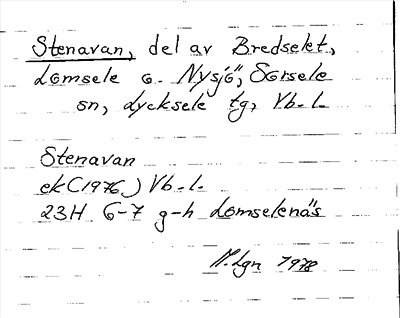 Stenavan, del av Bredselet,
Lomsele o. Nysjö, Sorsele
sn, Lycksele tg, Vb. l.
Stenavan
ek (1976) Vb. l.
23H 6-7 g-h Lomselenäs
H. Lgn 1978